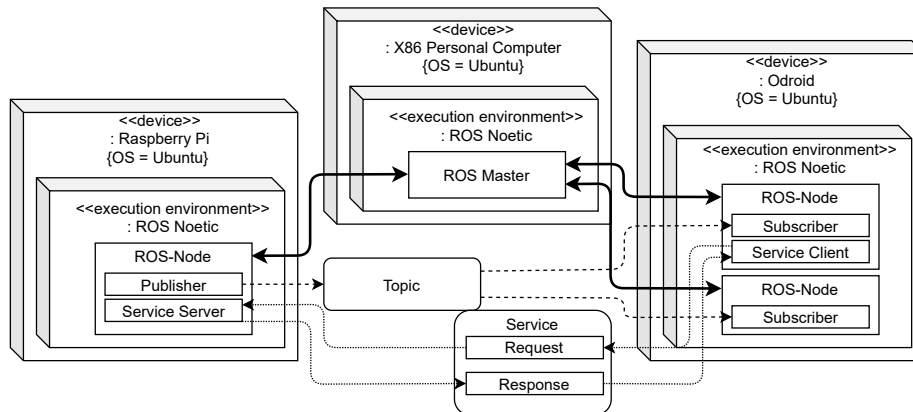 <<device>>
: Raspberry Pi
{OS = Ubuntu}
<<execution environment>>
: ROS Noetic
ROS-Node
Publisher
Service Server
<<device>>
: X86 Personal Computer
{OS = Ubuntu}
<<execution environment>>
: ROS Noetic
ROS Master
Topic
Service
Request
Response
<<device>>
: Odroid
{OS = Ubuntu}
<<execution environment>>
: ROS Noetic
ROS-Node
Subscriber
Service Client
ROS-Node
Subscriber